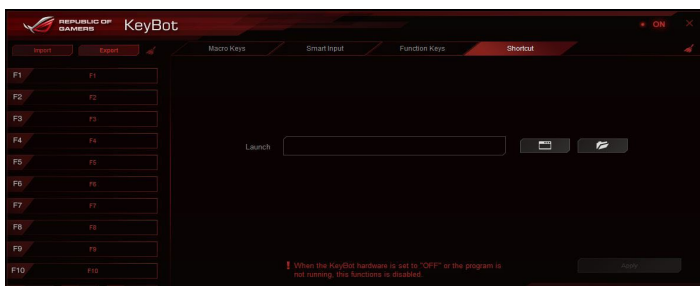 REPUBLIC OF
GAMERS
KeyBot
ON
Import
Export
Macro Keys
Smart Input
Function Keys
Shortcut
F1 F1
F2 F2
F3 F3
F4 F4
F5 F5
F6 F6
F7 F7
F8 F8
F9 F9
F10 F10
Launch
! When the KeyBot hardware is set to "OFF" or the program is
not running, this functions is disabled.
Apply